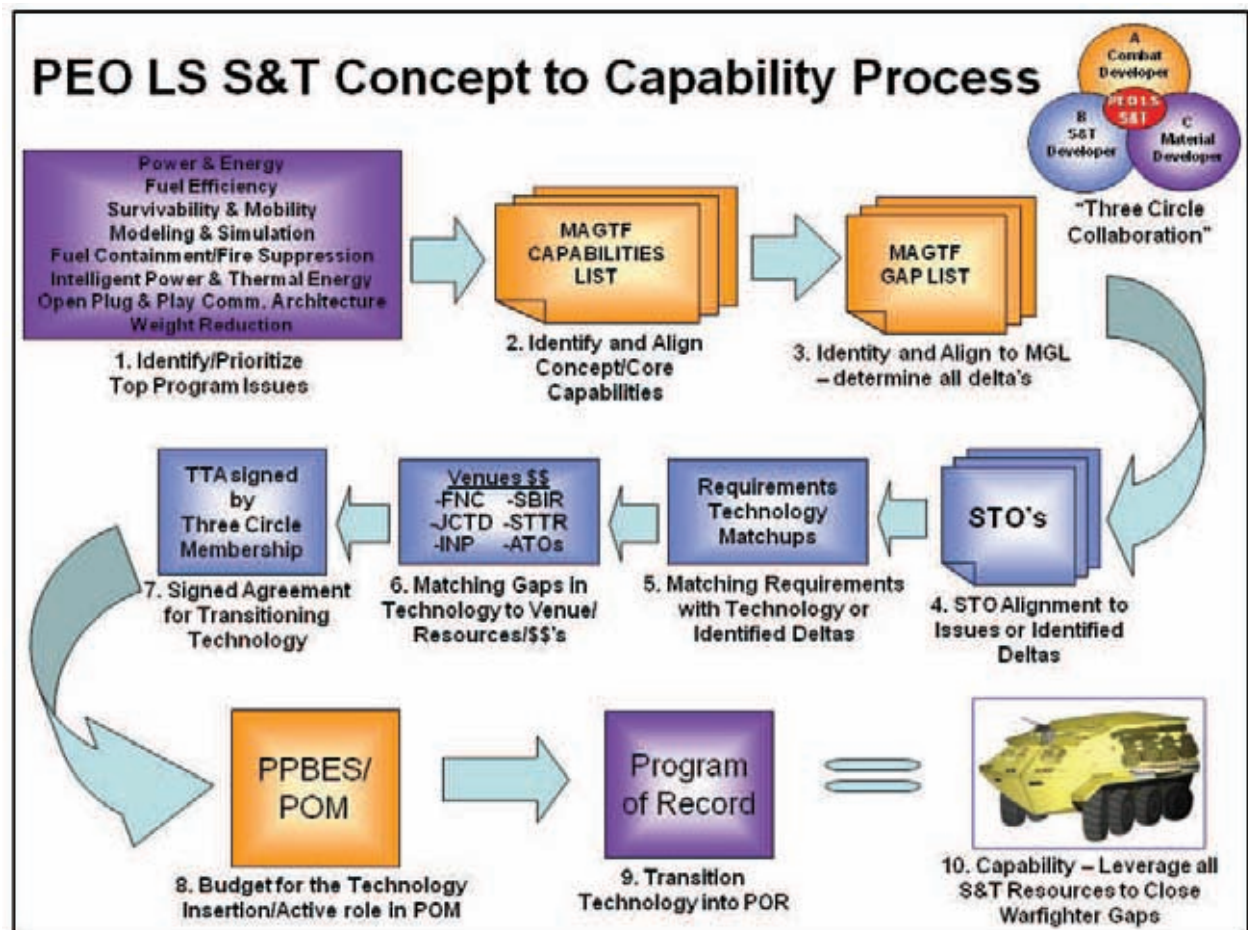 PEO LS S&T Concept to Capability Process
A
Combat
Developer
PEO LS
S&T
B
S&T
Developer
C
Material
Developer
"Three Circle
Collaboration"
Power & Energy
Fuel Efficiency
Survivability & Mobility
Modeling & Simulation
Fuel Containment/Fire Suppression
Intelligent Power & Thermal Energy
Open Plug & Play Comm. Architecture
Weight Reduction
1. Identify/Prioritize
Top Program Issues
MAGTF
CAPABILITIES
LIST
2. Identify and Align
Concept/Core
Capabilities
MAGTF
GAP LIST
3. Identity and Align to MGL
– determine all delta's
STO's
4. STO Alignment to
Issues or Identified
Deltas
Requirements
Technology
Matchups
5. Matching Requirements
with Technology or
Identified Deltas
Venues $$
-FNC -SBIR
-JCTD -STTR
-INP -ATOs
6. Matching Gaps in
Technology to Venue/
Resources/$$'s
TTA signed
by
Three Circle
Membership
7. Signed Agreement
for Transitioning
Technology
PPBES/
POM
8. Budget for the Technology
Insertion/Active role in POM
Program
of Record
9. Transition
Technology into POR
10. Capability – Leverage all
S&T Resources to Close
Warfighter Gaps